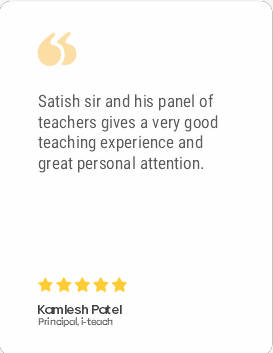 Satish sir and his panel of
teachers gives a very good
teaching experience and
great personal attention.
Kamlesh Patel
Principal, i-teach